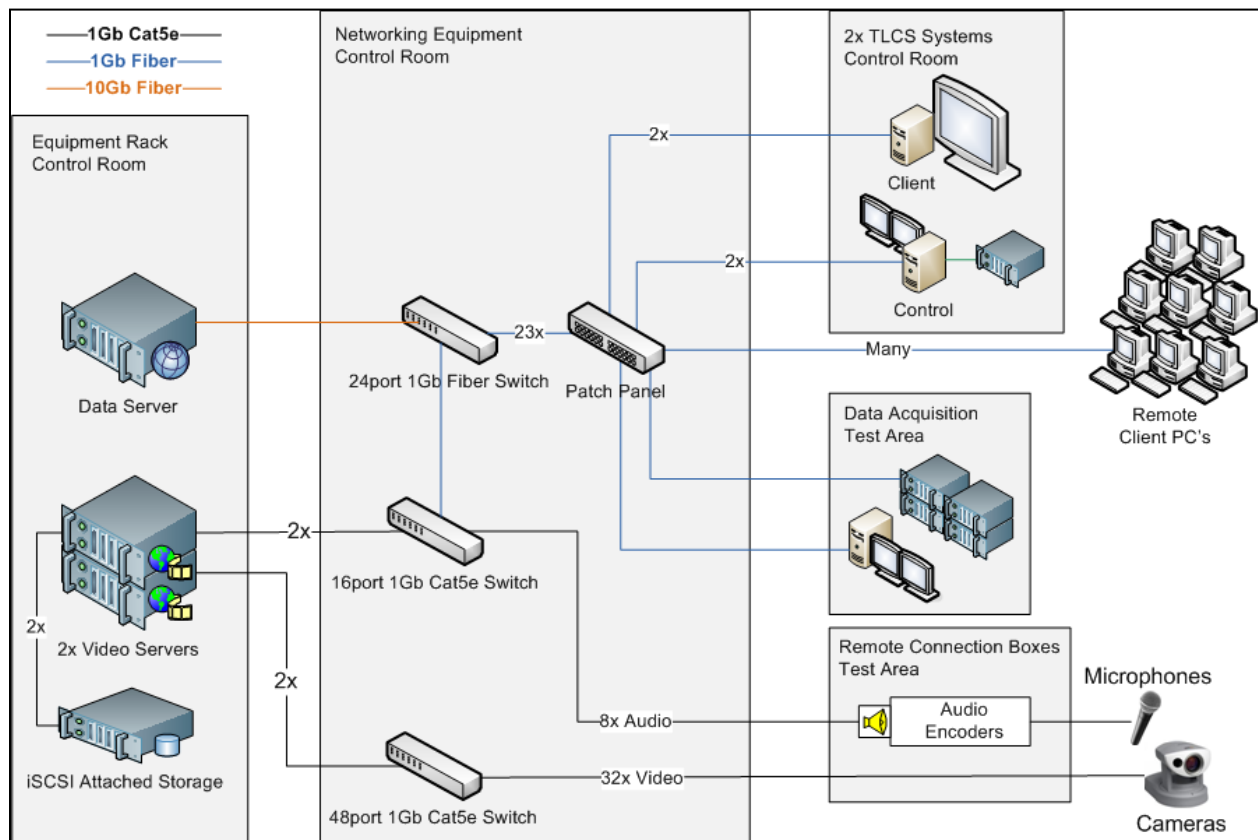 1Gb Cat5e
1Gb Fiber
10Gb Fiber
Equipment Rack
Control Room
Data Server
2x
2x Video Servers
iSCSI Attached Storage
2x
2x
Networking Equipment
Control Room
24port 1Gb Fiber Switch
23x
Patch Panel
16port 1Gb Cat5e Switch
48port 1Gb Cat5e Switch
2x
2x
Many
8x Audio
32x Video
2x TLCS Systems
Control Room
Client
Control
Remote
Client PC's
Data Acquisition
Test Area
Remote Connection Boxes
Test Area
Audio
Encoders
Microphones
Cameras